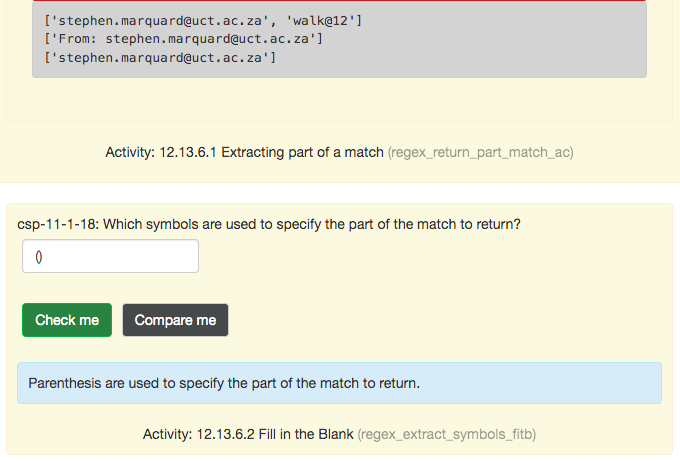 ['stephen.marquard@uct.ac.za', 'walk@12']
['From: stephen.marquard@uct.ac.za']
['stephen.marquard@uct.ac.za']
Activity: 12.13.6.1 Extracting part of a match (regex_return_part_match_ac)
csp-11-1-18: Which symbols are used to specify the part of the match to return?
()
Check me Compare me
Parenthesis are used to specify the part of the match to return.
Activity: 12.13.6.2 Fill in the Blank (regex_extract_symbols_fitb)